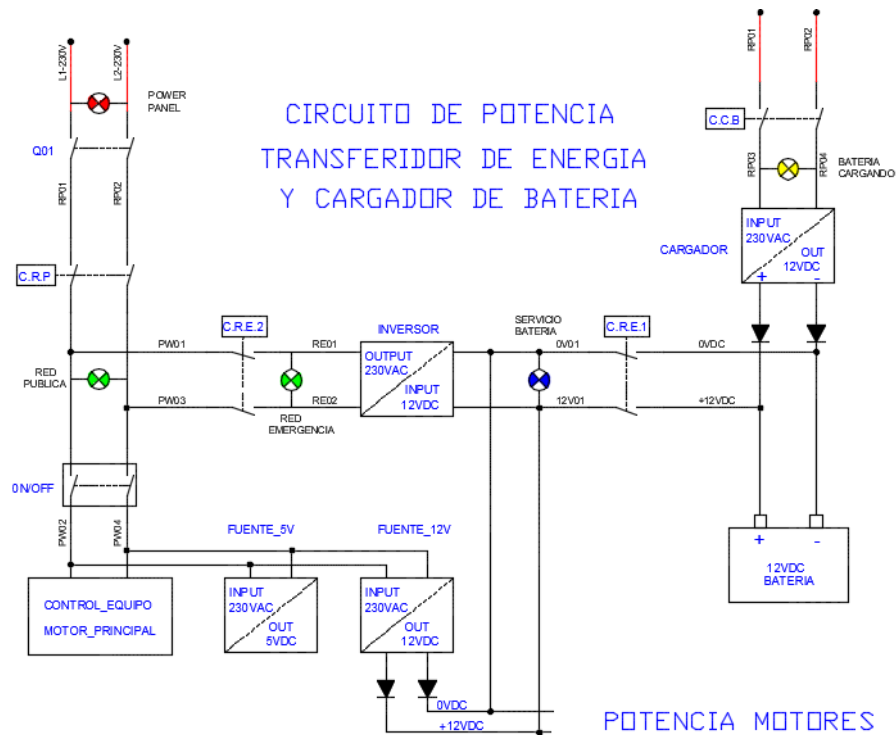 L1-230V
L2-230V
POWER
PANEL
Q01
RP01
RP02
C.R.P
CIRCUITO DE POTENCIA
TRANSFERIDOR DE ENERGIA
Y CARGADOR DE BATERIA
RP01
RP02
C.C.B
RP03
RP04
BATERIA
CARGANDO
CARGADOR
INPUT
230VAC
OUT
12VDC
+ -
RED
PUBLICA
PW01
C.R.E.2
RE01
PW03
RE02
RED
EMERGENCIA
INVERSOR
OUTPUT
230VAC
INPUT
12VDC
SERVICIO
BATERIA
0V01
C.R.E.1
0VDC
12V01
+12VDC
0N/OFF
PW02
PW04
CONTROL_EQUIPO
MOTOR_PRINCIPAL
FUENTE_5V
INPUT
230VAC
OUT
5VDC
FUENTE_12V
INPUT
230VAC
OUT
12VDC
0VDC
+12VDC
+ -
12VDC
BATERIA
POTENCIA MOTORES